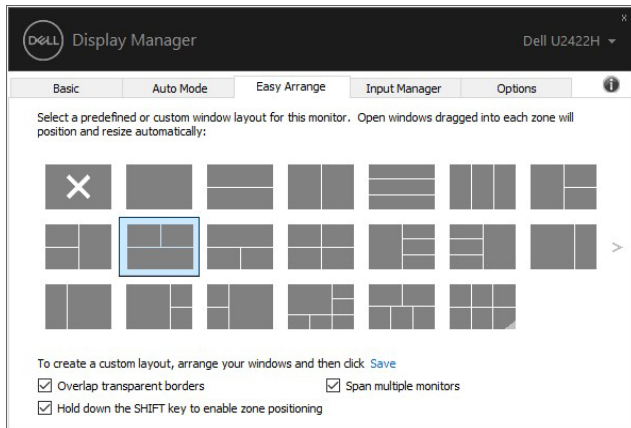 x
DELL Display Manager Dell U2422H
Basic Auto Mode Easy Arrange Input Manager Options
Select a predefined or custom window layout for this monitor. Open windows dragged into each zone will
position and resize automatically:
>
To create a custom layout, arrange your windows and then click Save
Overlap transparent borders Span multiple monitors
Hold down the SHIFT key to enable zone positioning